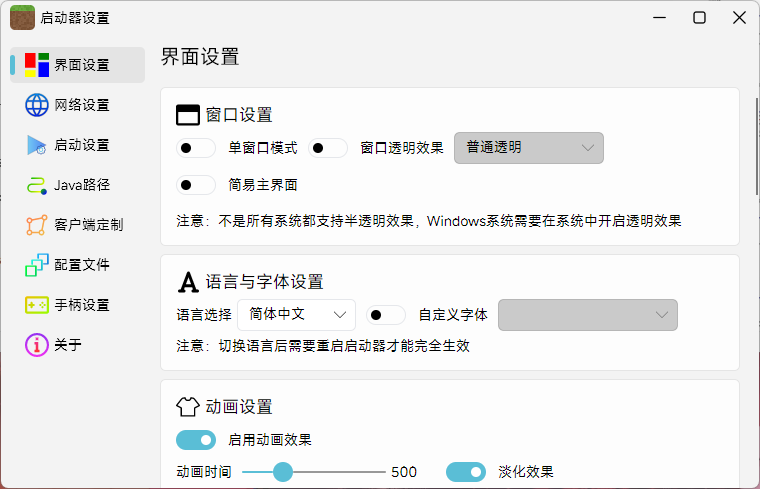 启动器设置
界面设置
网络设置
启动设置
Java路径
客户端定制
配置文件
手柄设置
关于
界面设置
窗口设置
单窗口模式 窗口透明效果 普通透明
简易主界面
注意：不是所有系统都支持半透明效果，Windows系统需要在系统中开启透明效果
语言与字体设置
语言选择 简体中文 自定义字体
注意：切换语言后需要重启启动器才能完全生效
动画设置
启用动画效果
动画时间 500 淡化效果